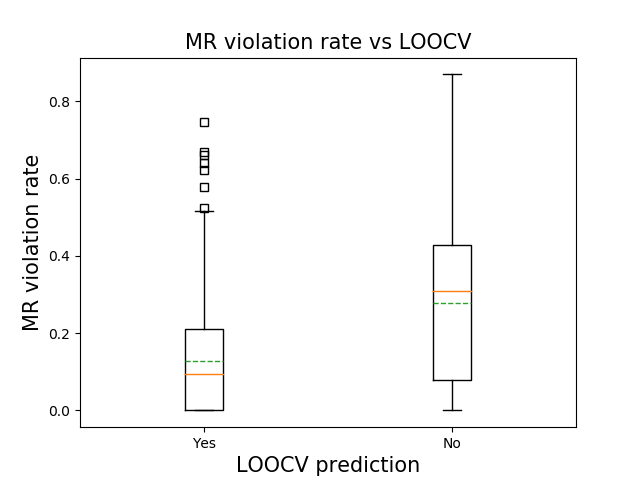 MR violation rate vs LOOCV
MR violation rate
0.8
0.6
0.4
0.2
0.0
Yes
No
LOOCV prediction